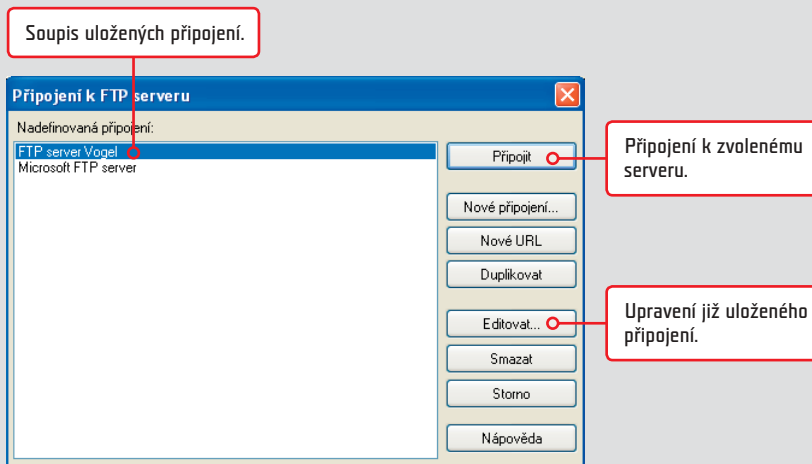 Soupis uložených připojení.
Připojení k FTP serveru
Nadefinovaná připojení:
FTP server Vogel
Microsoft FTP server
Připojit
Nové připojení...
Nové URL
Duplikovat
Editovat...
Smazat
Storno
Nápověda
Připojení k zvolenému
serveru.
Upravení již uloženého
připojení.